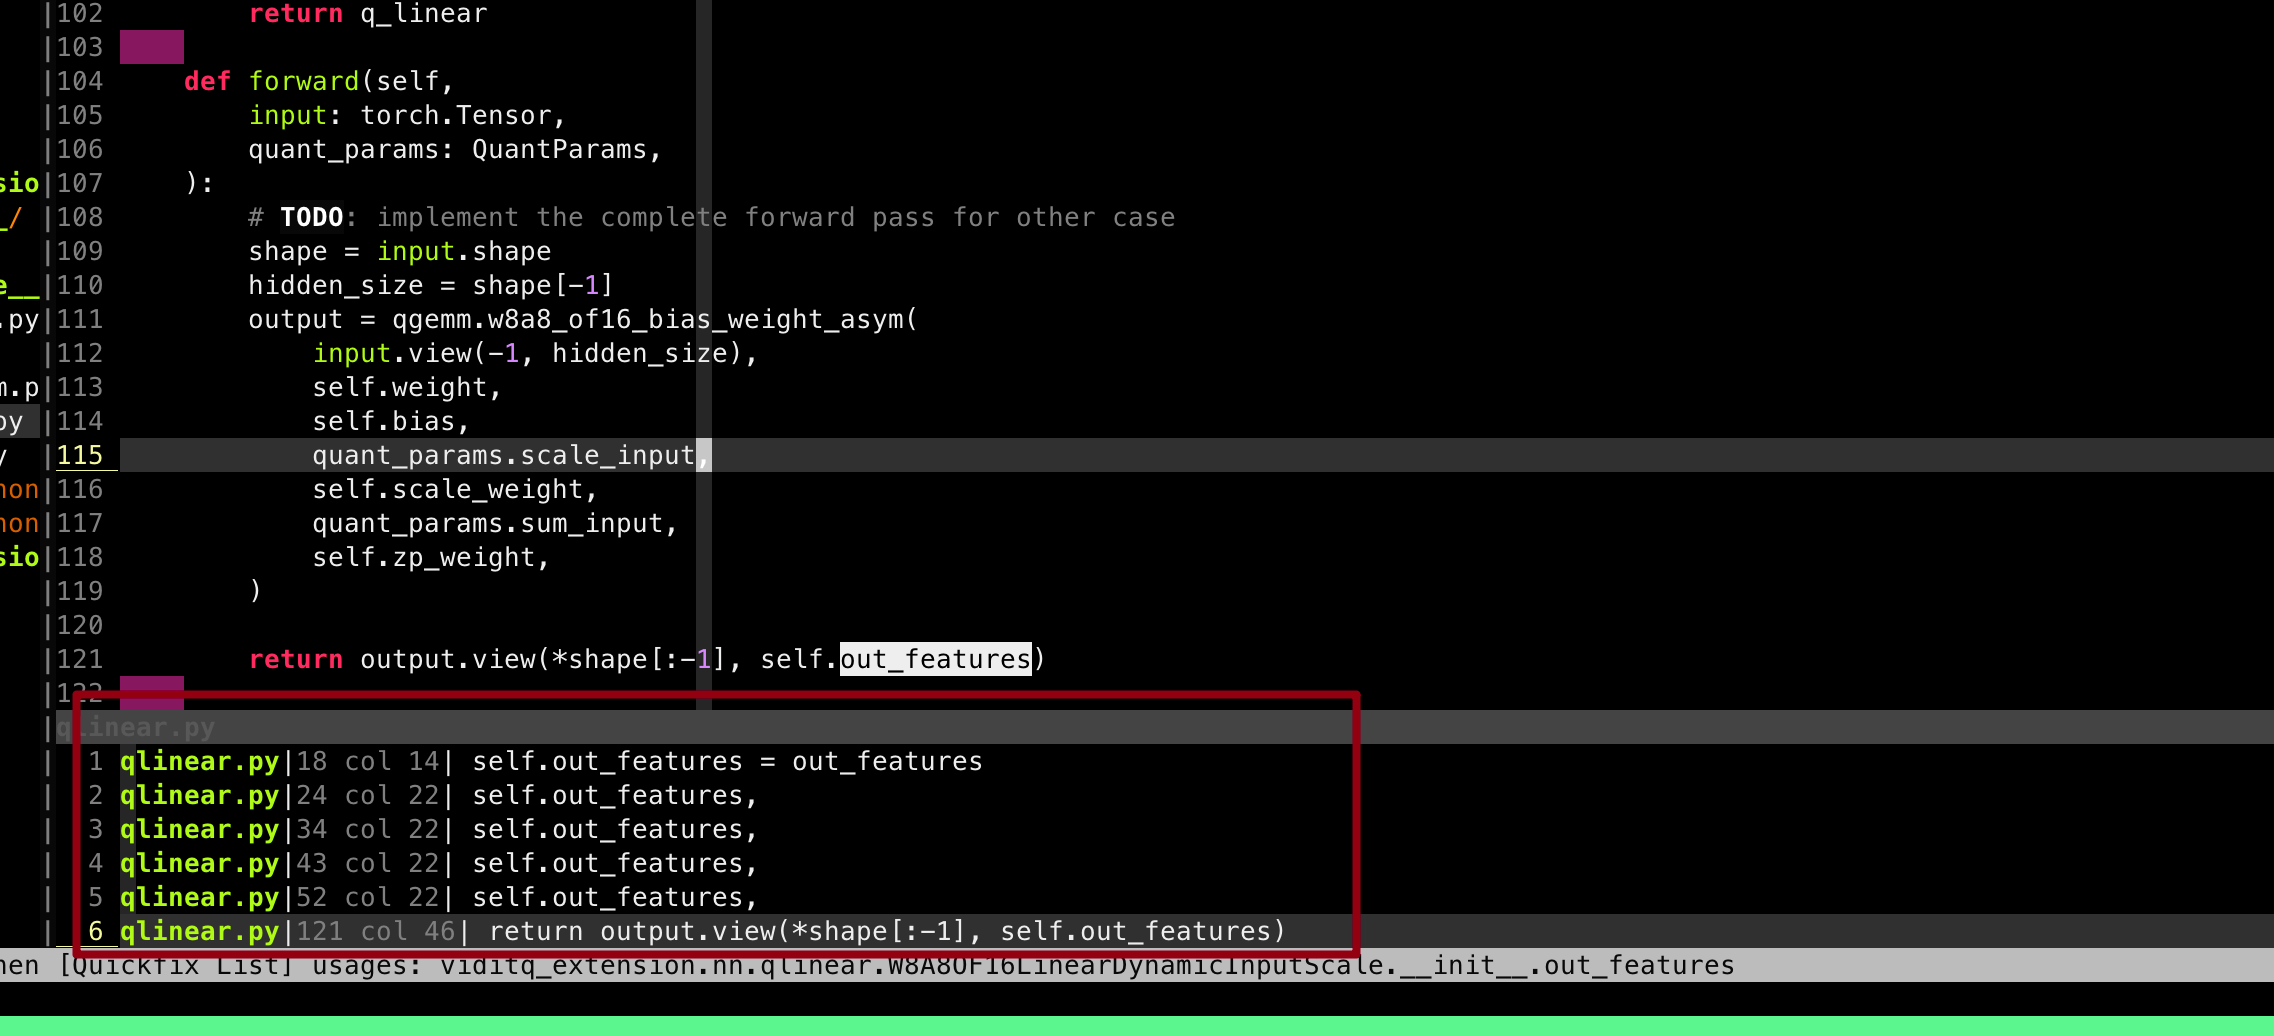 |102         return q_linear
|103
|104     def forward(self,
|105         input: torch.Tensor,
|106         quant_params: QuantParams,
sio|107     ):
_/ |108         # TODO: implement the complete forward pass for other case
|109         shape = input.shape
e__|110         hidden_size = shape[-1]
.py|111         output = qgemm.w8a8_of16_bias_weight_asym(
|112             input.view(-1, hidden_size),
m.p|113             self.weight,
py |114             self.bias,
y |115             quant_params.scale_input,
non|116             self.scale_weight,
non|117             quant_params.sum_input,
sio|118             self.zp_weight,
|119         )
|120
|121         return output.view(*shape[:-1], self.out_features)
|122
|qlinear.py
| 1 qlinear.py|18 col 14| self.out_features = out_features
| 2 qlinear.py|24 col 22| self.out_features,
| 3 qlinear.py|34 col 22| self.out_features,
| 4 qlinear.py|43 col 22| self.out_features,
| 5 qlinear.py|52 col 22| self.out_features,
| 6 qlinear.py|121 col 46| return output.view(*shape[:-1], self.out_features)
hen [Quickfix List] usages: viditq_extension.nn.qlinear.W8A8OF16LinearDynamicInputScale.__init__.out_features